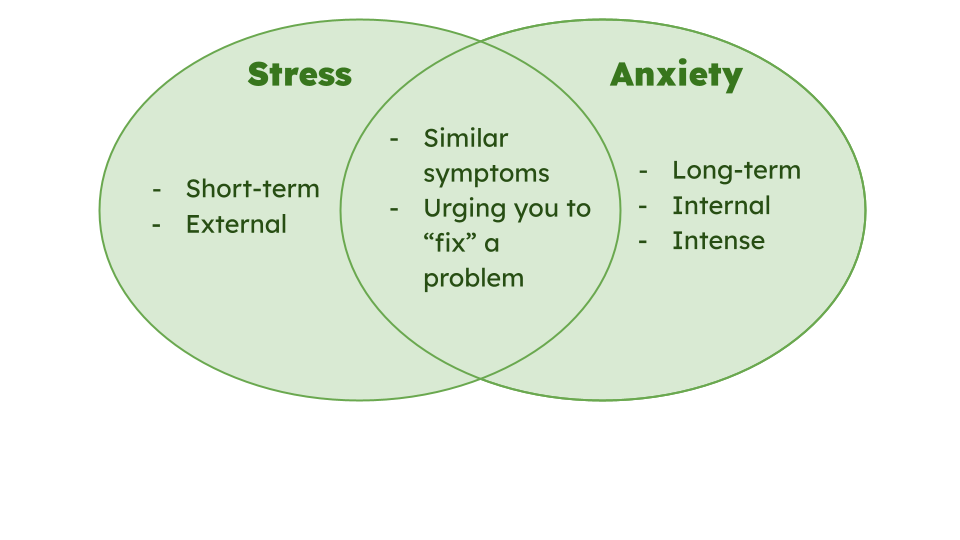 Stress
Anxiety
- Short-term
- External
- Similar
symptoms
- Urging you to
“fix” a
problem
- Long-term
- Internal
- Intense